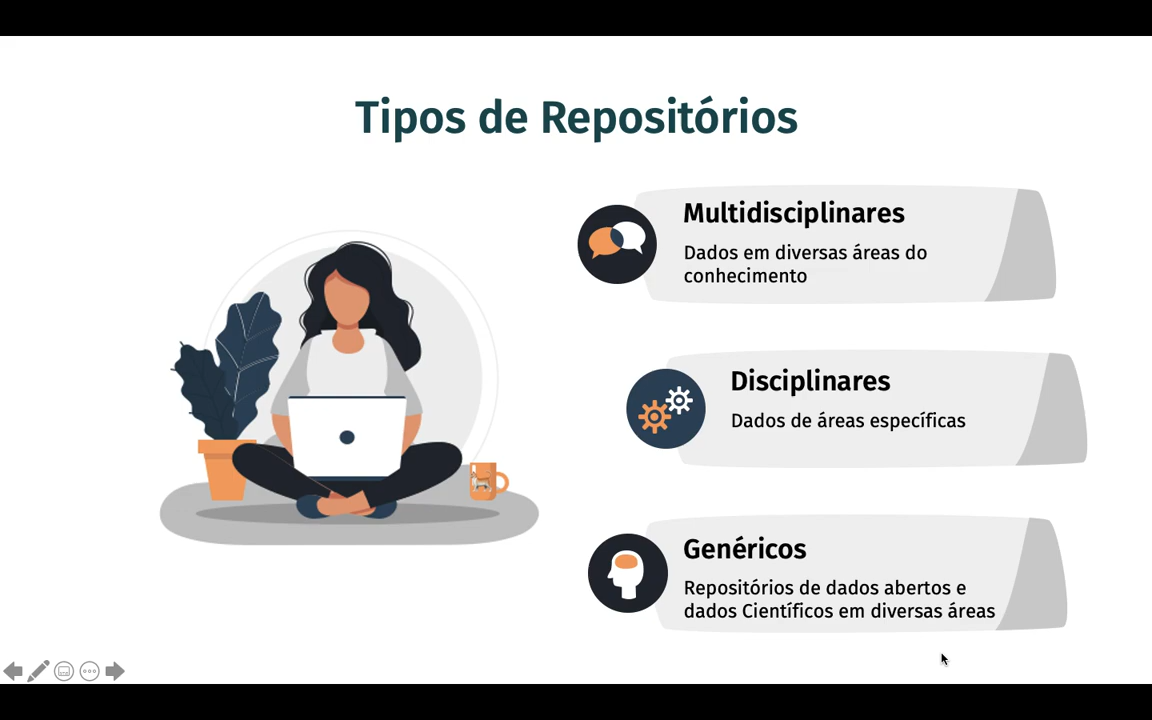 Tipos de Repositórios
Multidisciplinares
Dados em diversas áreas do
conhecimento
Disciplinares
Dados de áreas específicas
Genéricos
Repositórios de dados abertos e
dados Científicos em diversas áreas